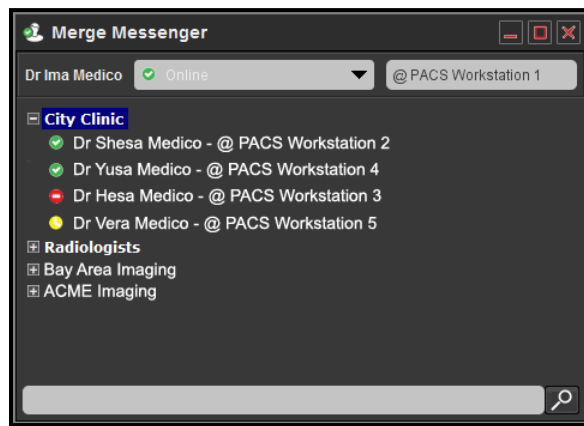 Merge Messenger
Dr Ima Medico Online @ PACS Workstation 1
City Clinic
Dr Shesa Medico - @ PACS Workstation 2
Dr Yusa Medico - @ PACS Workstation 4
Dr Hesa Medico - @ PACS Workstation 3
Dr Vera Medico - @ PACS Workstation 5
Radiologists
Bay Area Imaging
ACME Imaging